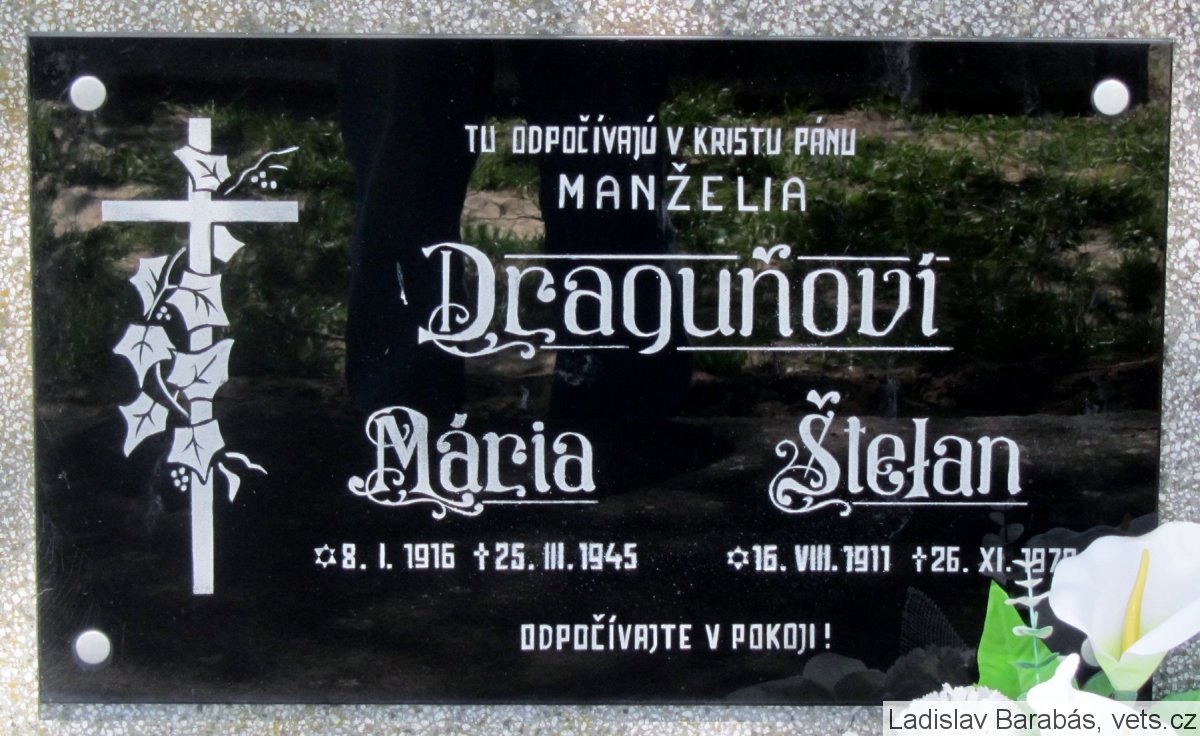 TU ODPOČÍVAJÚ V KRISTU PÁNU
MANŽELIA
Draguňoví
Mária Štefan
✡8. I. 1916 ✝25. III. 1945 ✡16. VIII. 1911 ✝26. XI.
ODPOČÍVAJTE V POKOJI!
Ladislav Barabás, vets.cz